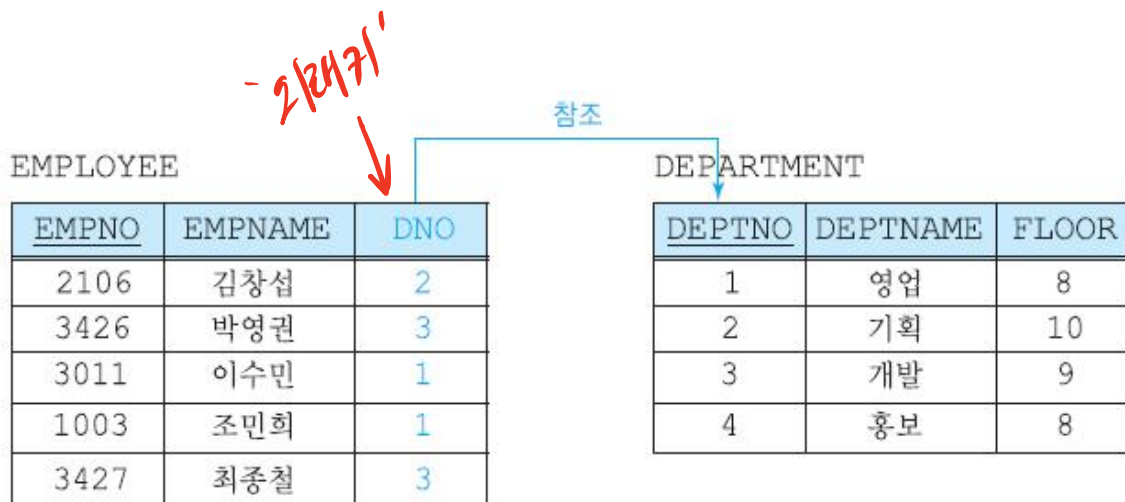 '외래키'
참조
EMPLOYEE
DEPARTMENT
EMPNO EMPNAME DNO
2106 김창섭 2
3426 박영권 3
3011 이수민 1
1003 조민희 1
3427 최종철 3
DEPTNO DEPTNAME FLOOR
1 영업 8
2 기획 10
3 개발 9
4 홍보 8